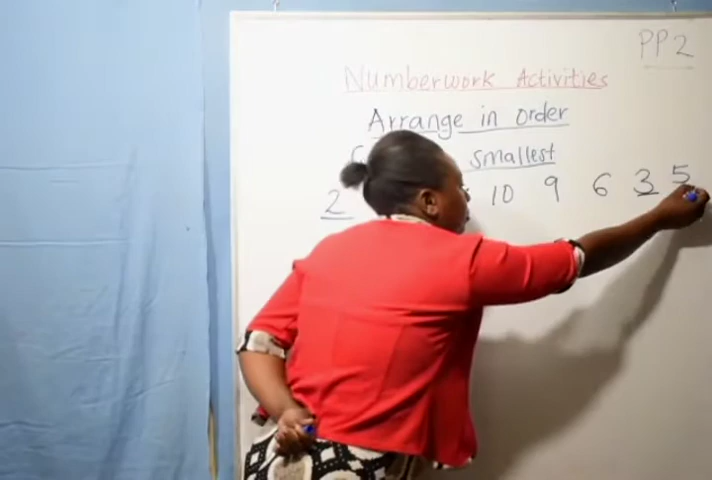 PP2
Numberwork Activities
Arrange in order
smallest
2 10 9 6 3 5